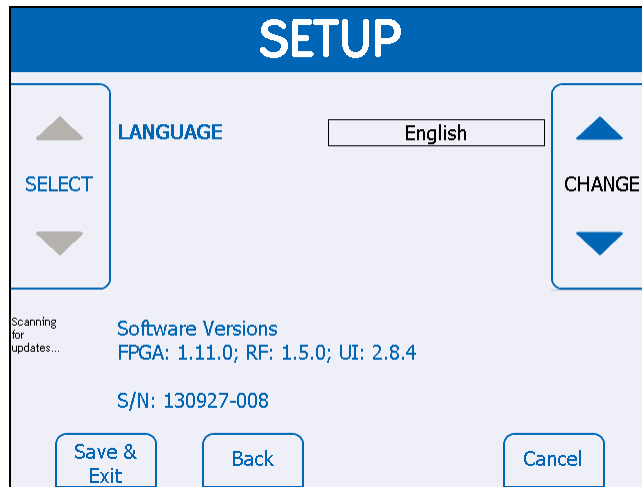 SETUP
LANGUAGE
English
SELECT
CHANGE
Scanning
for
updates...
Software Versions
FPGA: 1.11.0; RF: 1.5.0; UI: 2.8.4
S/N: 130927-008
Save &
Exit
Back
Cancel